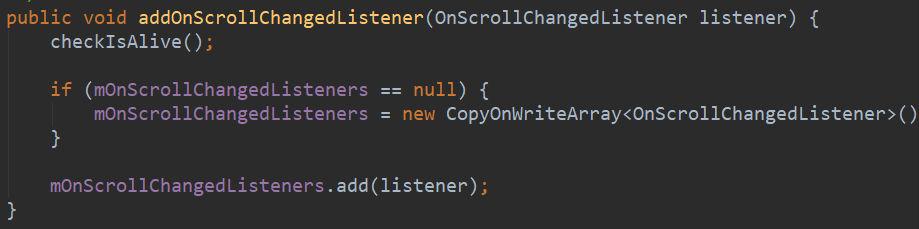 public void addOnScrollChangedListener(OnScrollChangedListener listener) {
checkIsAlive();
if (mOnScrollChangedListeners == null) {
mOnScrollChangedListeners = new CopyOnWriteArray<OnScrollChangedListener>()
}
mOnScrollChangedListeners.add(listener);
}